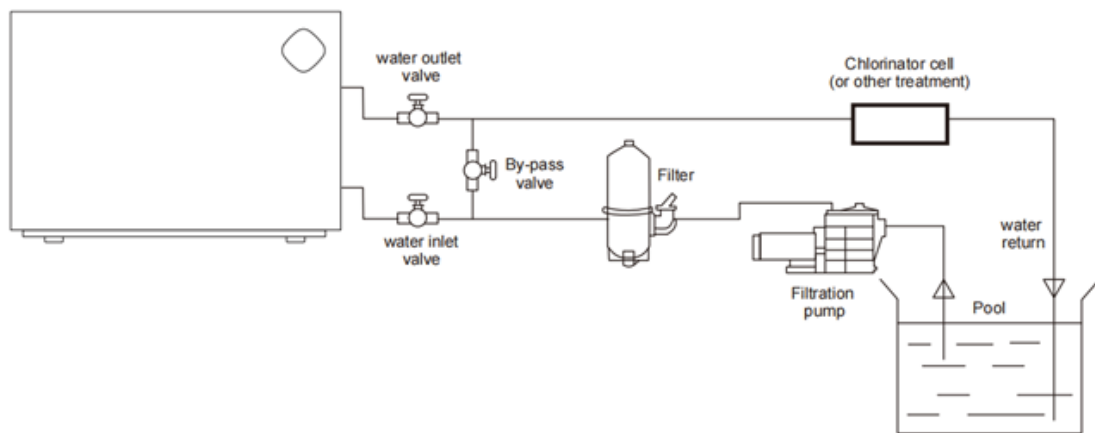 water outlet
valve
Chlorinator cell
(or other treatment)
By-pass
valve
Filter
water inlet
valve
water
return
Filtration
pump
Pool